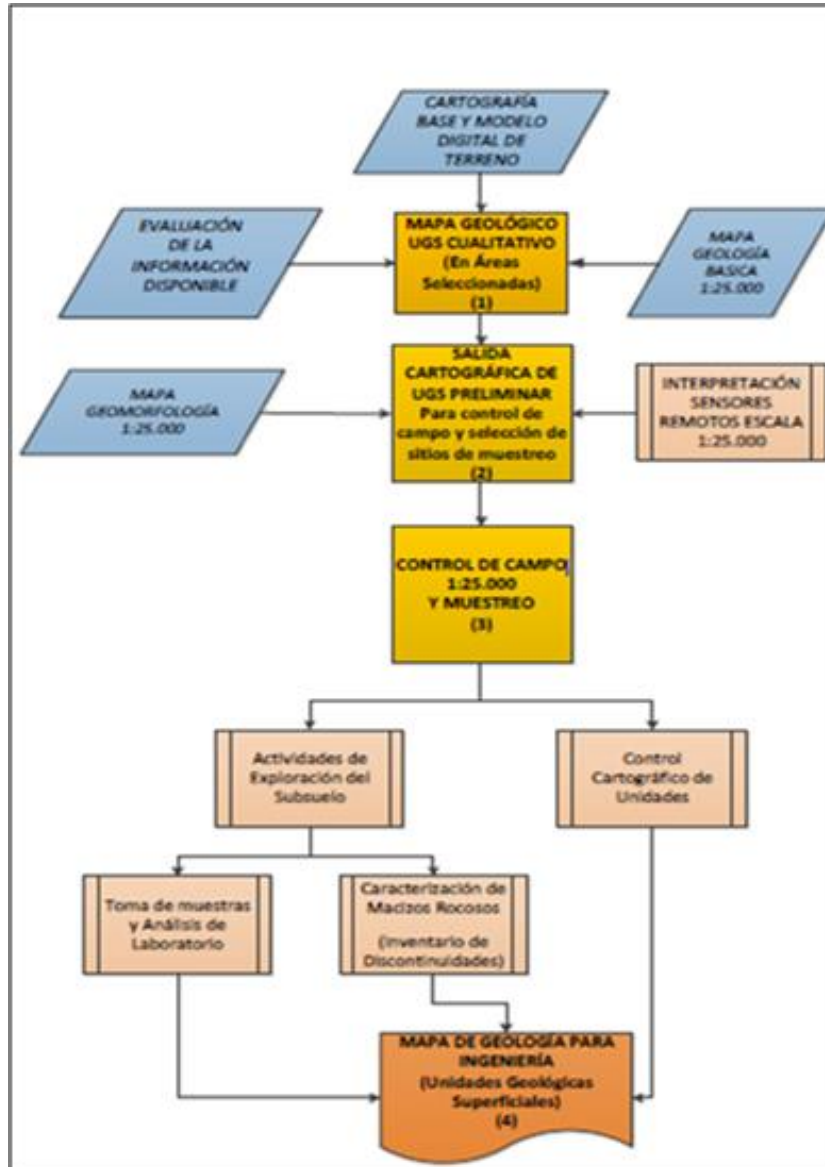 CARTOGRAFÍA
BASE Y MODELO
DIGITAL DE
TERRENO
EVALUACIÓN
DE LA
INFORMACIÓN
DISPONIBLE
MAPA GEOLÓGICO
UGS CUALITATIVO
(En Áreas
Seleccionadas)
(1)
MAPA
GEOLOGÍA
BASICA
1:25.000
MAPA
GEOMORFOLOGÍA
1:25.000
SALIDA
CARTOGRÁFICA DE
UGS PRELIMINAR
Para control de
campo y selección de
sitios de muestreo
(2)
INTERPRETACIÓN
SENSORES
REMOTOS ESCALA
1:25.000
CONTROL DE CAMPO
1:25.000
Y MUESTREO
(3)
Actividades de
Exploración del
Subsuelo
Control
Cartográfico de
Unidades
Toma de muestras
y Análisis de
Laboratorio
Caracterización de
Macizos Rocosos
(Inventario de
Discontinuidades)
MAPA DE GEOLOGÍA PARA
INGENIERÍA
(Unidades Geológicas
Superficiales)
(4)